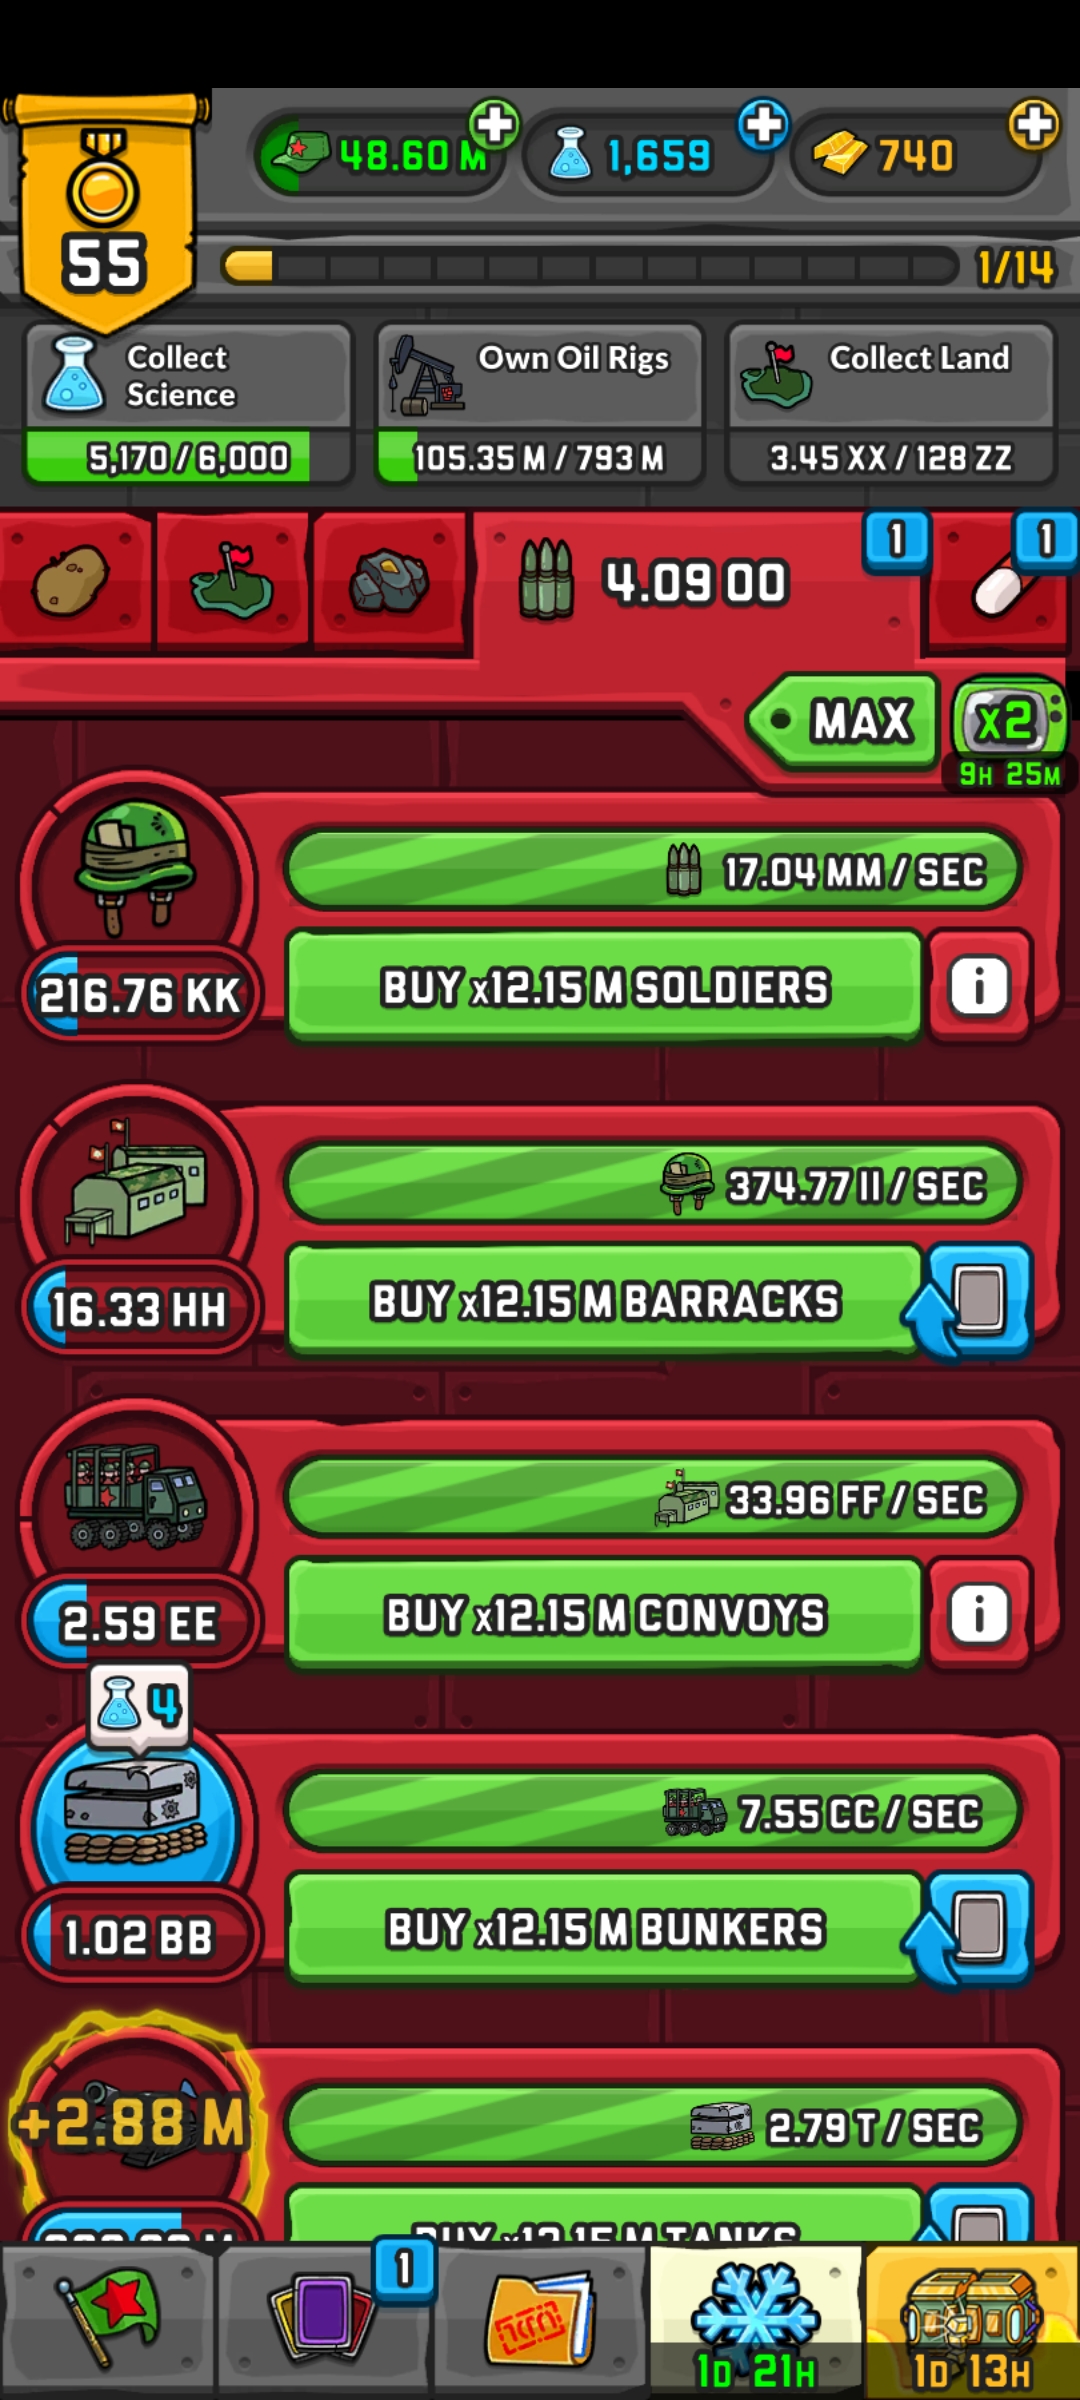 48.60 M
1,659
740
55
1/14
Collect
Science
5,170 / 6,000
Own Oil Rigs
105.35 M / 793 M
Collect Land
3.45 XX / 128 ZZ
4.09 OO
1
1
MAX
x2
9H 25M
17.04 MM / SEC
216.76 KK
BUY x12.15 M SOLDIERS
i
374.77 II / SEC
16.33 HH
BUY x12.15 M BARRACKS
33.96 FF / SEC
2.59 EE
BUY x12.15 M CONVOYS
i
4
7.55 CC / SEC
1.02 BB
BUY x12.15 M BUNKERS
+2.88 M
2.79 T / SEC
BUY x12.15 M TANKS
1
1D 21H
1D 13H